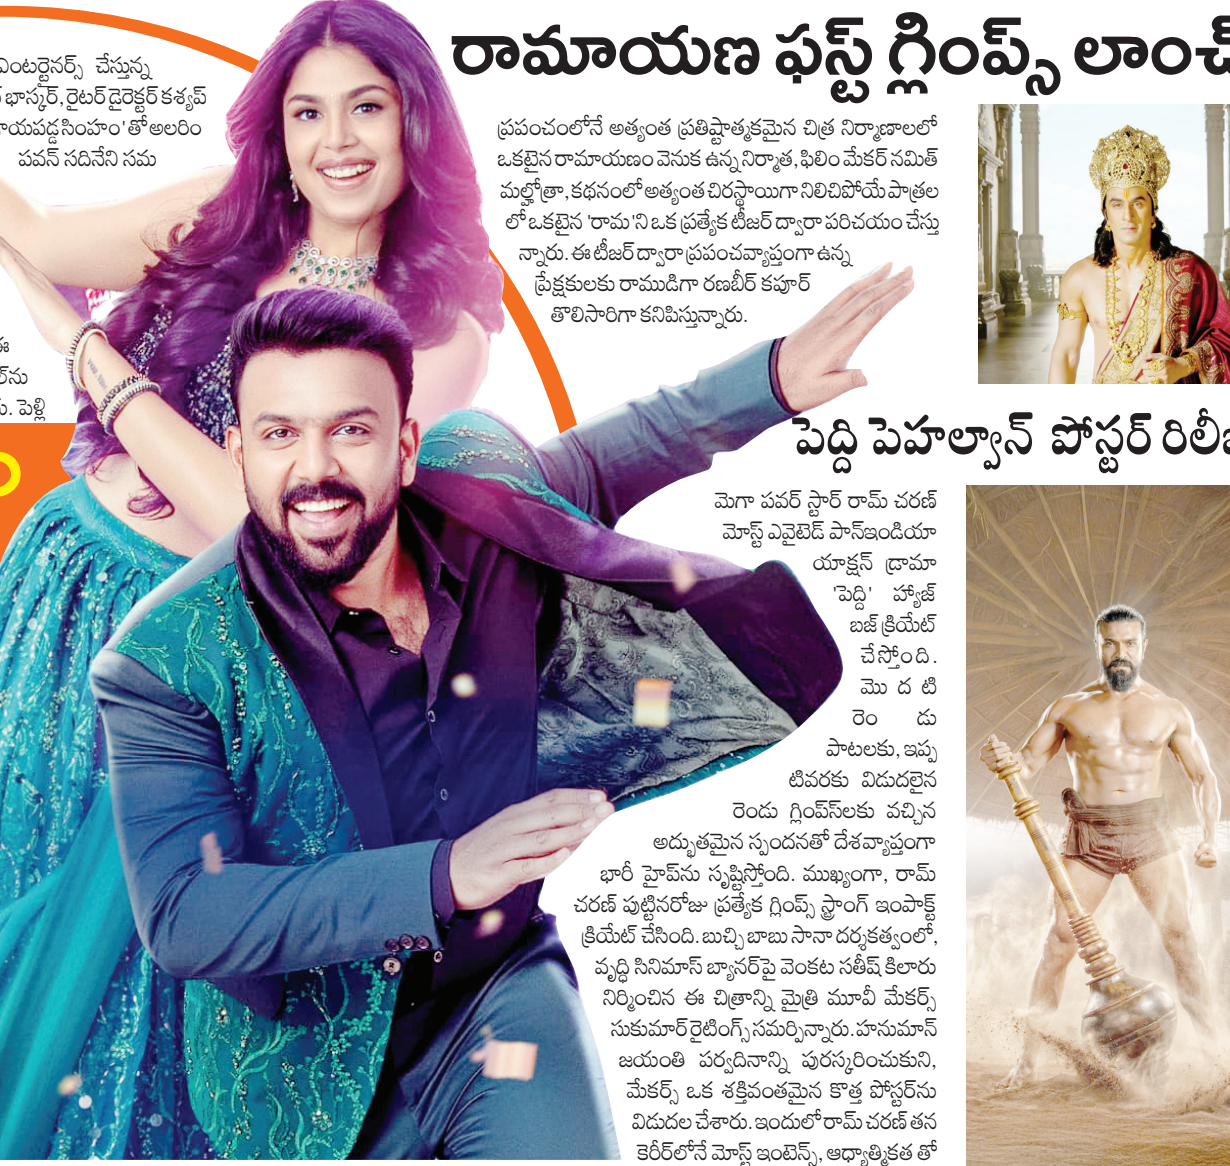 ఎంటర్టైనర్స్ చేస్తున్న
భాస్కర్, రైటర్ డైరెక్టర్ కశ్యప్
తో అలరిం
పవన్ సదినేని సమ
ఈ
పెళ్లి
రామాయణ ఫస్ట్ గ్లింప్స్ లాంచ్
ప్రపంచంలోనే అత్యంత ప్రతిష్టాత్మకమైన చిత్ర నిర్మాణాలలో
ఒకటైన రామాయణం వెనుక ఉన్న నిర్మాత, ఫిలిం మేకర్ నమిత్
మల్హోత్రా, కథనంలో అత్యంత చిరస్థాయిగా నిలిచిపోయే పాత్రల
లో ఒకటైన 'రామ'ని ఒక ప్రత్యేక టీజర్ ద్వారా పరిచయం చేస్తు
న్నారు. ఈ టీజర్ ద్వారా ప్రపంచవ్యాప్తంగా ఉన్న
ప్రేక్షకులకు రాముడిగా రణబీర్ కపూర్
తొలిసారిగా కనిపిస్తున్నారు.
పెద్ది పెహల్వాన్ పోస్టర్ రిలీజ
మెగా పవర్ స్టార్ రామ్ చరణ్
మోస్ట్ ఎవైటెడ్ పాన్ఇండియా
యాక్షన్ డ్రామా
'పెద్ది' హ్యూజ్
బజ్ క్రియేట్
చేస్తోంది.
మొ ద టి
రెం డు
పాటలకు, ఇప్ప
టివరకు విడుదలైన
రెండు గ్లింప్స్‌లకు వచ్చిన
అద్భుతమైన స్పందనతో దేశవ్యాప్తంగా
భారీ హైప్‌ను సృష్టిస్తోంది. ముఖ్యంగా, రామ్
చరణ్ పుట్టినరోజు ప్రత్యేక గ్లింప్స్ స్ట్రాంగ్ ఇంపాక్ట్
క్రియేట్ చేసింది. బుచ్చి బాబు సానా దర్శకత్వంలో,
వృద్ధి సినిమాస్ బ్యానర్‌పై వెంకట సతీష్ కిలారు
నిర్మించిన ఈ చిత్రాన్ని మైత్రి మూవీ మేకర్స్
సుకుమార్ రైటింగ్స్ సమర్పిన్నారు. హనుమాన్
జయంతి పర్వదినాన్ని పురస్కరించుకుని,
మేకర్స్ ఒక శక్తివంతమైన కొత్త పోస్టర్‌ను
విడుదల చేశారు. ఇందులో రామ్ చరణ్ తన
కెరీర్‌లోనే మోస్ట్ ఇంటెన్స్, ఆధ్యాత్మికత తో